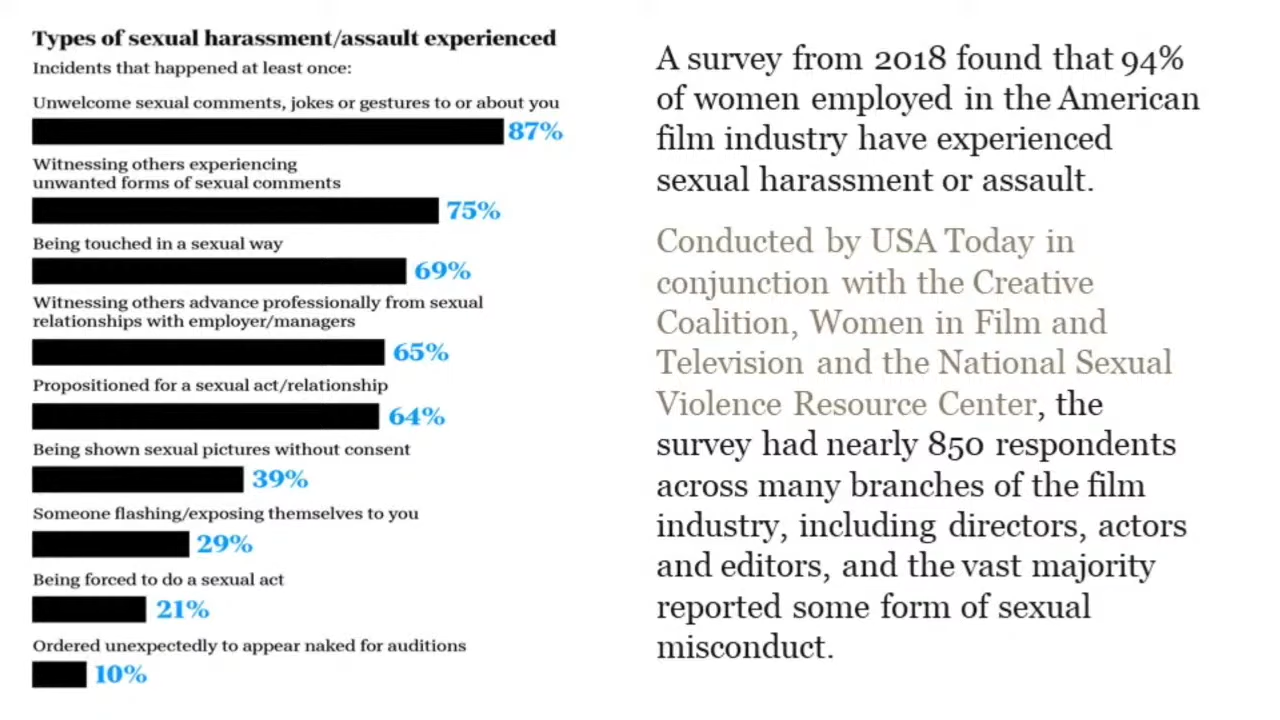 Types of sexual harassment/assault experienced
Incidents that happened at least once:
Unwelcome sexual comments, jokes or gestures to or about you
87%
Witnessing others experiencing
unwanted forms of sexual comments
75%
Being touched in a sexual way
69%
Witnessing others advance professionally from sexual
relationships with employer/managers
65%
Propositioned for a sexual act/relationship
64%
Being shown sexual pictures without consent
39%
Someone flashing/exposing themselves to you
29%
Being forced to do a sexual act
21%
Ordered unexpectedly to appear naked for auditions
10%
A survey from 2018 found that 94%
of women employed in the American
film industry have experienced
sexual harassment or assault.
Conducted by USA Today in
conjunction with the Creative
Coalition, Women in Film and
Television and the National Sexual
Violence Resource Center, the
survey had nearly 850 respondents
across many branches of the film
industry, including directors, actors
and editors, and the vast majority
reported some form of sexual
misconduct.